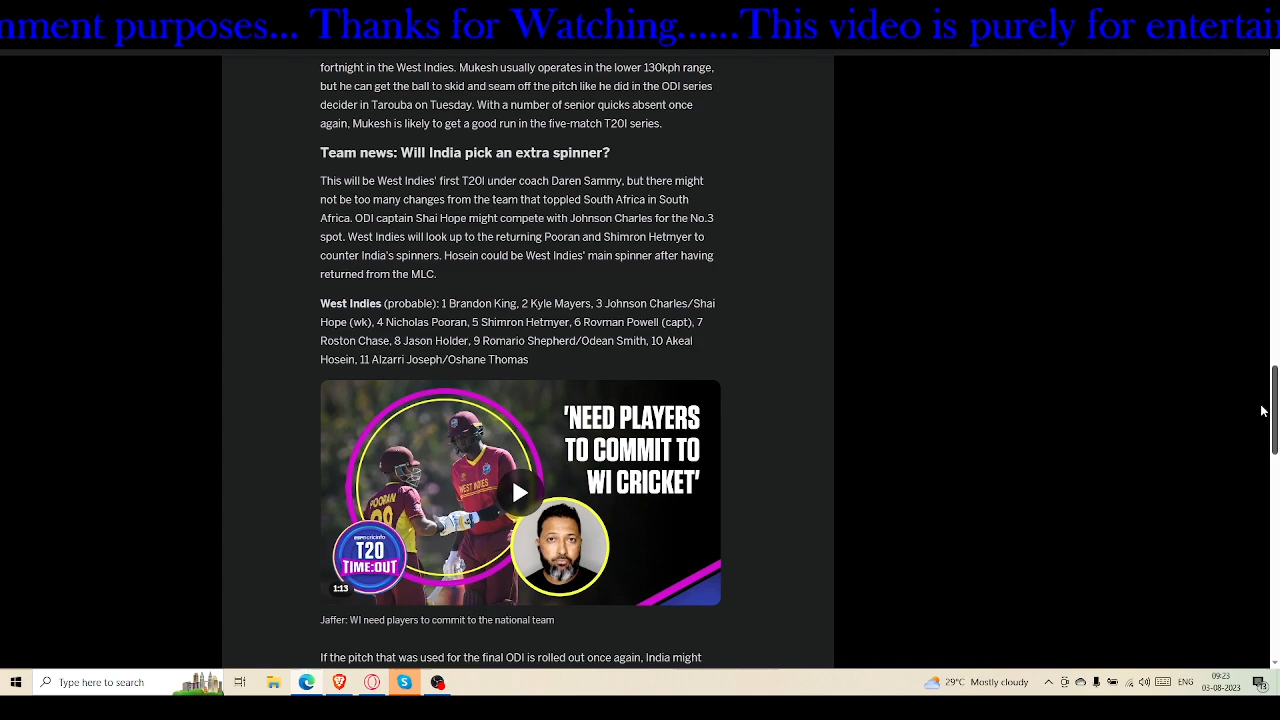 nment purposes... Thanks for Watching......This video is purely for entertai
fortnight in the West Indies. Mukesh usually operates in the lower 130kph range,
but he can get the ball to skid and seam off the pitch like he did in the ODI series
decider in Tarouba on Tuesday. With a number of senior quicks absent once
again, Mukesh is likely to get a good run in the five-match T20I series.
Team news: Will India pick an extra spinner?
This will be West Indies' first T20I under coach Daren Sammy, but there might
not be too many changes from the team that toppled South Africa in South
Africa. ODI captain Shai Hope might compete with Johnson Charles for the No.3
spot. West Indies will look up to the returning Pooran and Shimron Hetmyer to
counter India's spinners. Hosein could be West Indies' main spinner after having
returned from the MLC.
West Indies (probable): 1 Brandon King, 2 Kyle Mayers, 3 Johnson Charles/Shai
Hope (wk), 4 Nicholas Pooran, 5 Shimron Hetmyer, 6 Rovman Powell (capt), 7
Roston Chase, 8 Jason Holder, 9 Romario Shepherd/Odean Smith, 10 Akeal
Hosein, 11 Alzarri Joseph/Oshane Thomas
'NEED PLAYERS
TO COMMIT TO
WI CRICKET'
WEST INDIES
POORAN
ESPNcricinfo
T20
TIME:OUT
1:13
Jaffer: WI need players to commit to the national team
If the pitch that was used for the final ODI is rolled out once again, India might
Type here to search
29°C Mostly cloudy
ENG
09:23
03-08-2023